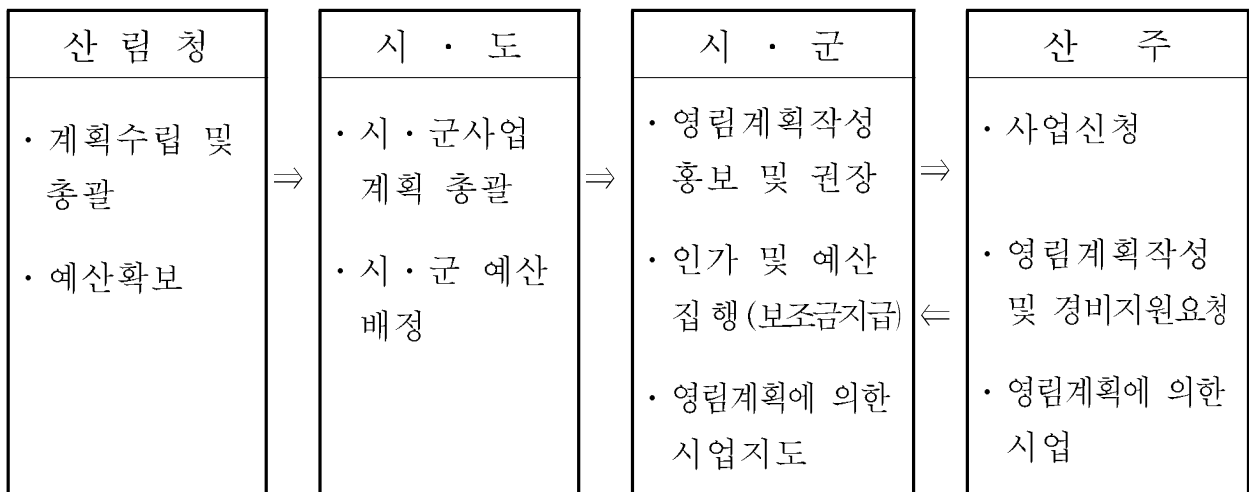 산 림 청
· 계획수립 및
총괄
· 예산확보
⇒
시 · 도
· 시 · 군사업
계획 총괄
· 시 · 군 예산
배정
⇒
시 · 군
· 영림계획작성
홍보 및 권장
· 인가 및 예산
집행(보조금지급)
· 영림계획에 의한
시업지도
⇒
⇐
산 주
· 사업신청
· 영림계획작성
및 경비지원요청
· 영림계획에 의한
시업